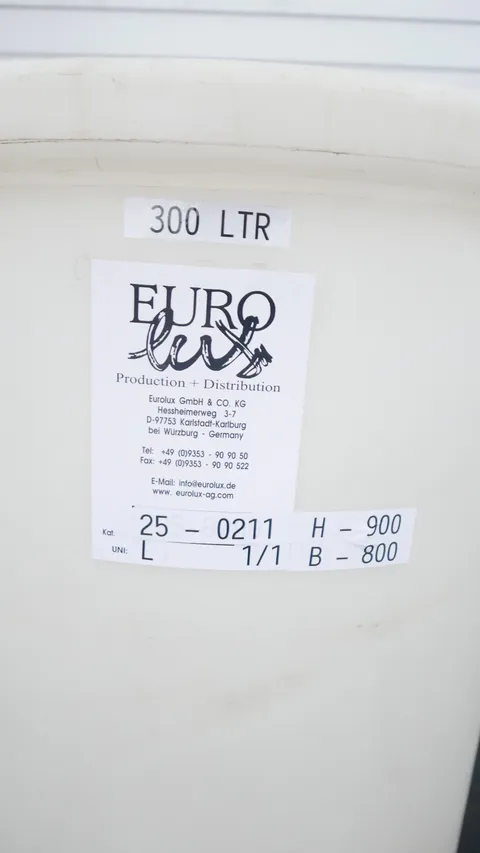 300 LTR
EURO
lux
Production + Distribution
Eurolux GmbH & CO. KG
Hessheimerweg 3-7
D-97753 Karlstadt-Karlburg
bei Würzburg - Germany
Tel: +49 (0)9353 - 90 90 50
Fax: +49 (0)9353 - 90 90 522
E-Mail: info@eurolux.de
www. eurolux-ag.com
Kat: 25 - 0211 H - 900
UNI: L 1/1 B - 800